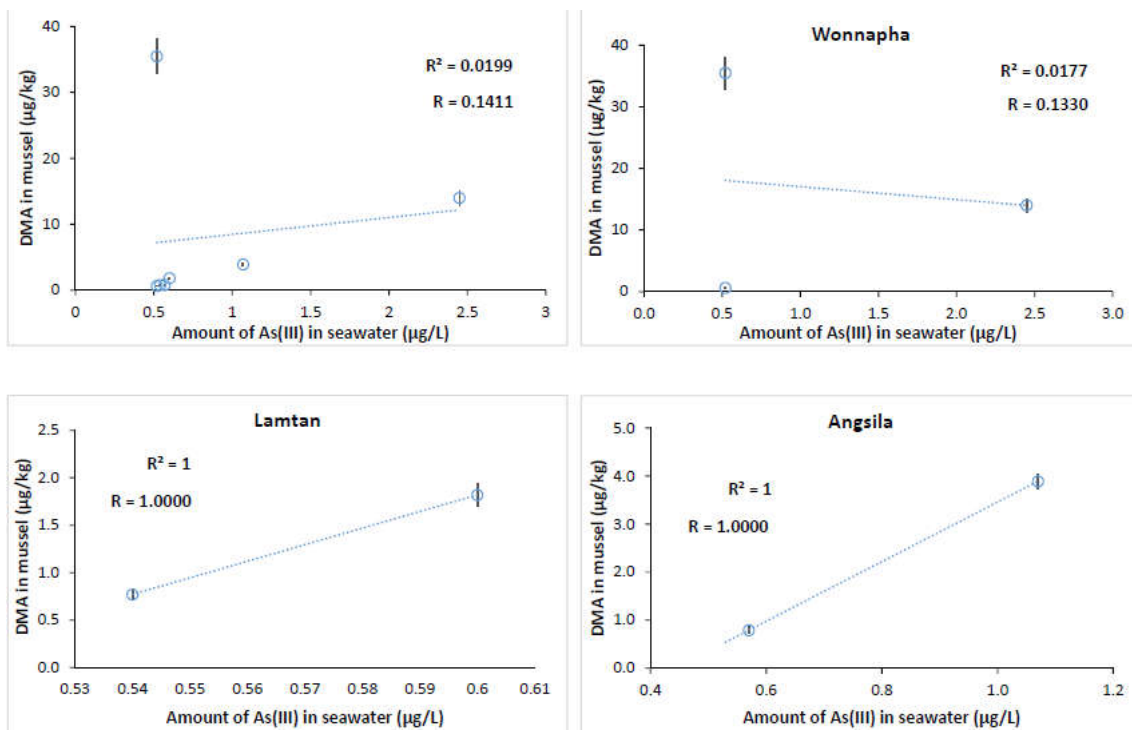 40
30
20
10
0
DMA in mussel (µg/kg)
R² = 0.0199
R = 0.1411
0 0.5 1 1.5 2 2.5 3
Amount of As(III) in seawater (µg/L)
Wonnapha
40
30
20
10
0
DMA in mussel (µg/kg)
R² = 0.0177
R = 0.1330
0.0 0.5 1.0 1.5 2.0 2.5 3.0
Amount of As(III) in seawater (µg/L)
Lamtan
2.5
2.0
1.5
1.0
0.5
0.0
DMA in mussel (µg/kg)
R² = 1
R = 1.0000
0.53 0.54 0.55 0.56 0.57 0.58 0.59 0.6 0.61
Amount of As(III) in seawater (µg/L)
Angsila
5.0
4.0
3.0
2.0
1.0
0.0
DMA in mussel (µg/kg)
R² = 1
R = 1.0000
0.4 0.6 0.8 1.0 1.2
Amount of As(III) in seawater (µg/L)